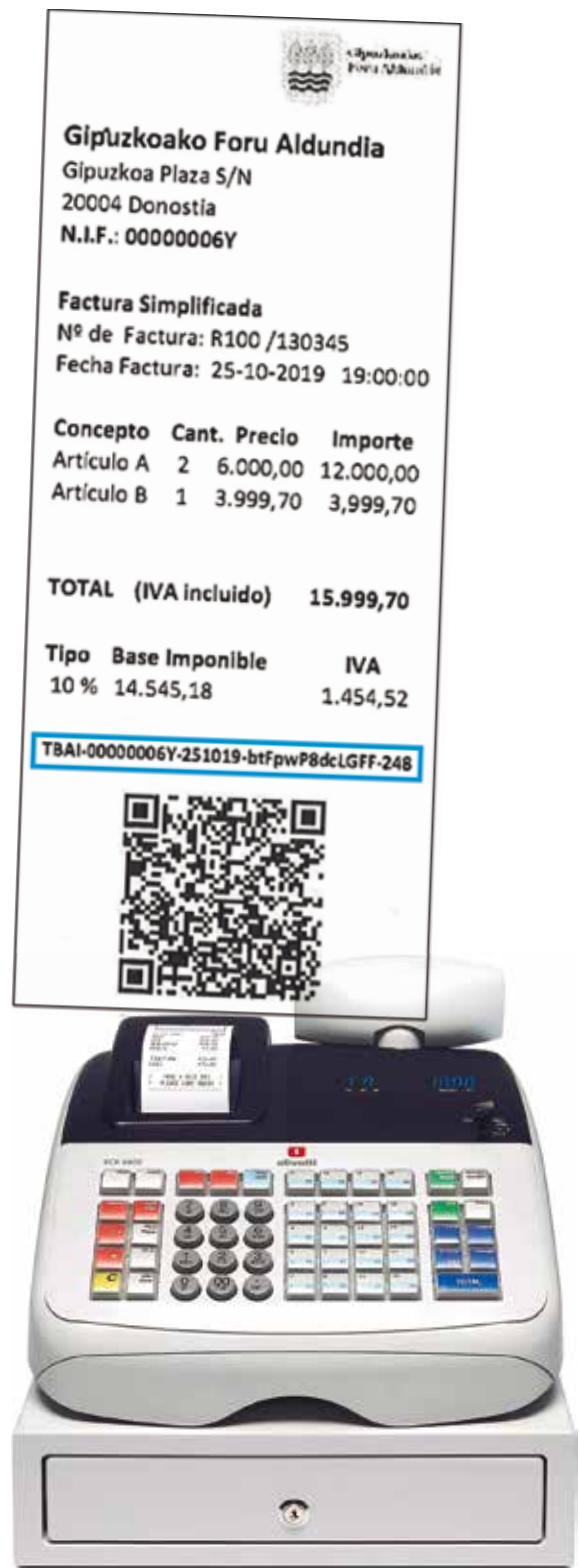 Gipuzkoako
Foru Aldundia
Gipuzkoako Foru Aldundia
Gipuzkoa Plaza S/N
20004 Donostia
N.I.F.: 00000006Y
Factura Simplificada
Nº de Factura: R100 /130345
Fecha Factura: 25-10-2019 19:00:00
Concepto Cant. Precio Importe
Artículo A 2 6.000,00 12.000,00
Artículo B 1 3.999,70 3,999,70
TOTAL (IVA incluido) 15.999,70
Tipo Base Imponible IVA
10 % 14.545,18 1.454,52
TBAI-00000006Y-251019-btFpwP8dcLGFF-248
olivetti
TOTAL